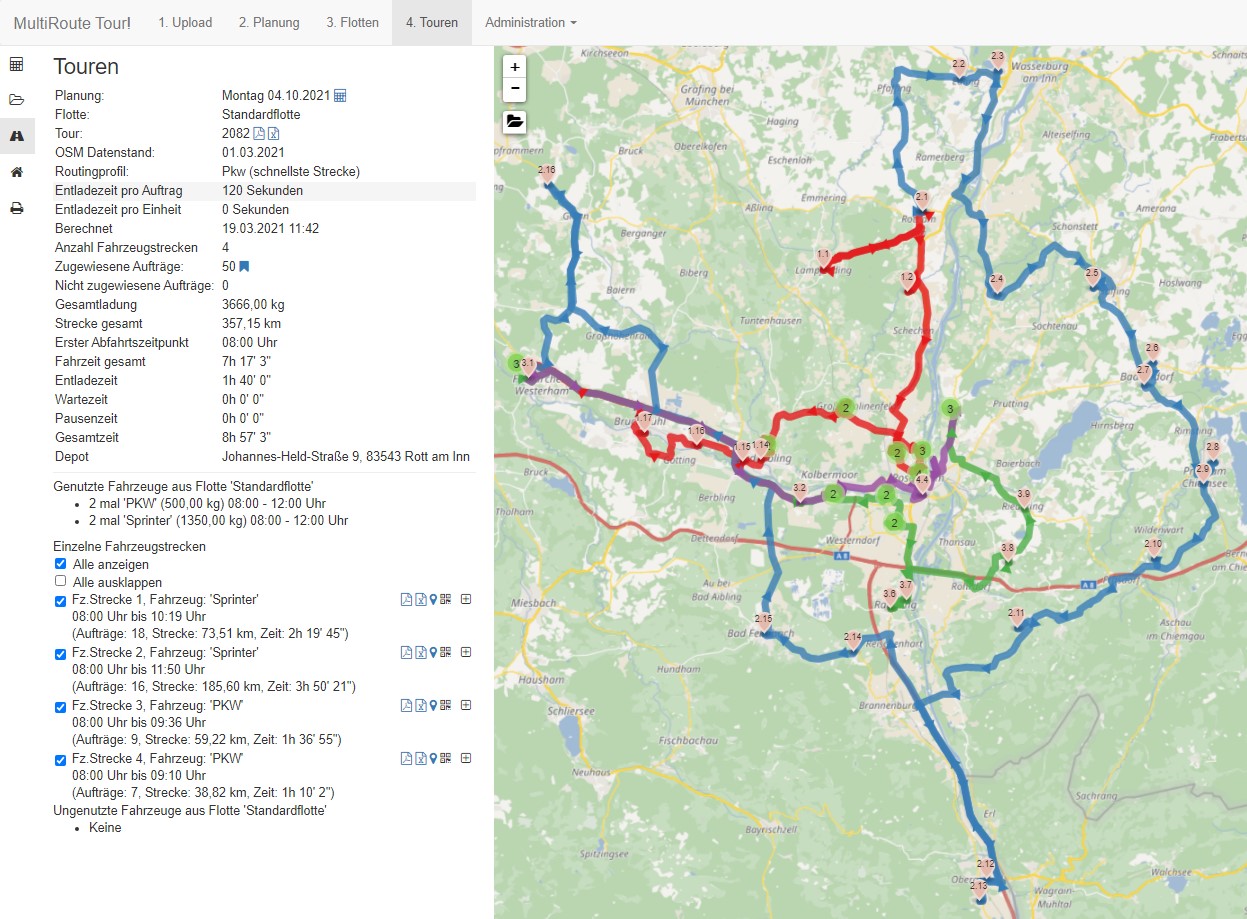 MultiRoute Tour! 1. Upload 2. Planung 3. Flotten 4. Touren Administration
Touren
Planung: Montag 04.10.2021
Flotte: Standardflotte
Tour: 2082
OSM Datenstand: 01.03.2021
Routingprofil: Pkw (schnellste Strecke)
Entladezeit pro Auftrag 120 Sekunden
Entladezeit pro Einheit 0 Sekunden
Berechnet 19.03.2021 11:42
Anzahl Fahrzeugstrecken 4
Zugewiesene Aufträge: 50
Nicht zugewiesene Aufträge: 0
Gesamtladung 3666,00 kg
Strecke gesamt 357,15 km
Erster Abfahrtszeitpunkt 08:00 Uhr
Fahrzeit gesamt 7h 17' 3"
Entladezeit 1h 40' 0"
Wartezeit 0h 0' 0"
Pausenzeit 0h 0' 0"
Gesamtzeit 8h 57' 3"
Depot Johannes-Held-Straße 9, 83543 Rott am Inn
Genutzte Fahrzeuge aus Flotte 'Standardflotte'
2 mal 'PKW' (500,00 kg) 08:00 - 12:00 Uhr
2 mal 'Sprinter' (1350,00 kg) 08:00 - 12:00 Uhr
Einzelne Fahrzeugstrecken
Alle anzeigen
Alle ausklappen
Fz.Strecke 1, Fahrzeug: 'Sprinter'
08:00 Uhr bis 10:19 Uhr
(Aufträge: 18, Strecke: 73,51 km, Zeit: 2h 19' 45")
Fz.Strecke 2, Fahrzeug: 'Sprinter'
08:00 Uhr bis 11:50 Uhr
(Aufträge: 16, Strecke: 185,60 km, Zeit: 3h 50' 21")
Fz.Strecke 3, Fahrzeug: 'PKW'
08:00 Uhr bis 09:36 Uhr
(Aufträge: 9, Strecke: 59,22 km, Zeit: 1h 36' 55")
Fz.Strecke 4, Fahrzeug: 'PKW'
08:00 Uhr bis 09:10 Uhr
(Aufträge: 7, Strecke: 38,82 km, Zeit: 1h 10' 2")
Ungenutzte Fahrzeuge aus Flotte 'Standardflotte'
Keine
+
−
Kirchseeon
2.2
2.3
Wasserburg
am Inn
Grafing bei
München
Haging
Alterselfing
Bruck
Obereikofen
Eschenloh
Ramerberg
2.16
Emmering
Aßling
2.1
Amerang
Berganger
Schonstett
1.1
1.2
Biberg
2.4
2.5
Höslwang
Baiern
Tuntenhausen
Söchtenau
2.6
2.7
3
3.1
Westerham
2
3
Prutting
Hirnsberg
1.16
1.15
1.14
2
3
2.8
2.9
Götting
Bruck
Kolbermoor
4.4
Baierbach
Berbling
3.2
2
2
3.9
Tholham
2
Dettendorf
Westerndorf
Thansau
Wildenwart
2.10
A 8
3.8
A 8
Miesbach
Au bei
Bad Aibling
3.7
3.6
2.11
2.15
2.14
Aschau
im Chiemgau
Hundham
Hausham
Brannenburg
Schliersee
Fischbachau
Neuhaus
Sachrang
Erl
Bayrischzell
Spitzingsee
2.12
2.13
Walchsee
Wagrain-
Mühltal